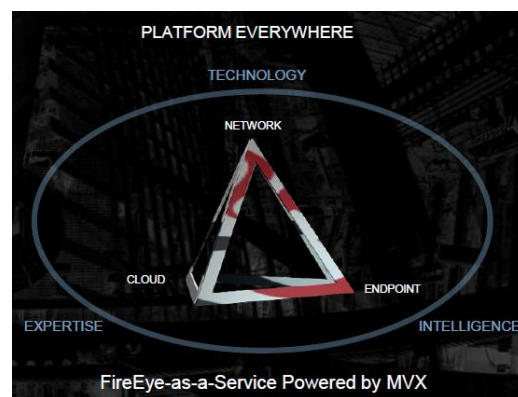 PLATFORM EVERYWHERE
TECHNOLOGY
NETWORK
CLOUD
ENDPOINT
EXPERTISE
INTELLIGENCE
FireEye-as-a-Service Powered by MVX